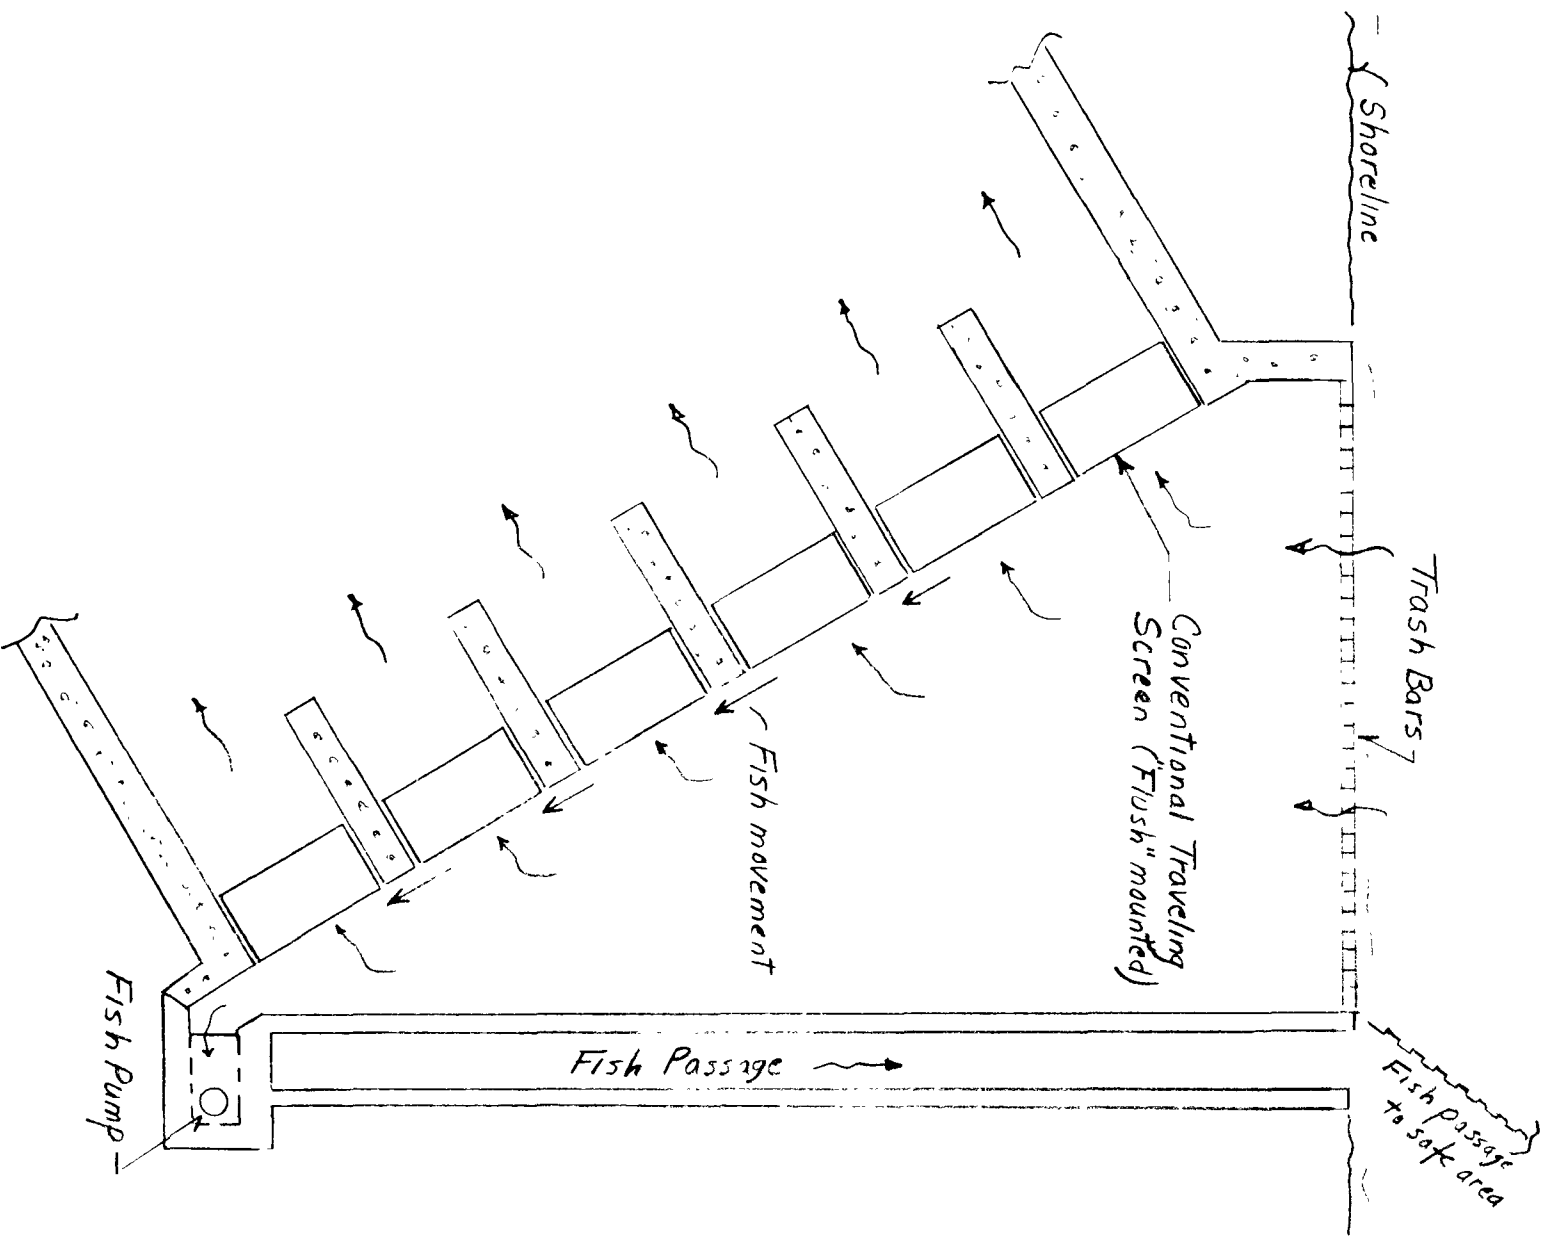 Shoreline
Trash Bars
Conventional Traveling
Screen ("Flush" mounted)
Fish movement
Fish Passage
Fish passage
to safe area
Fish Pump